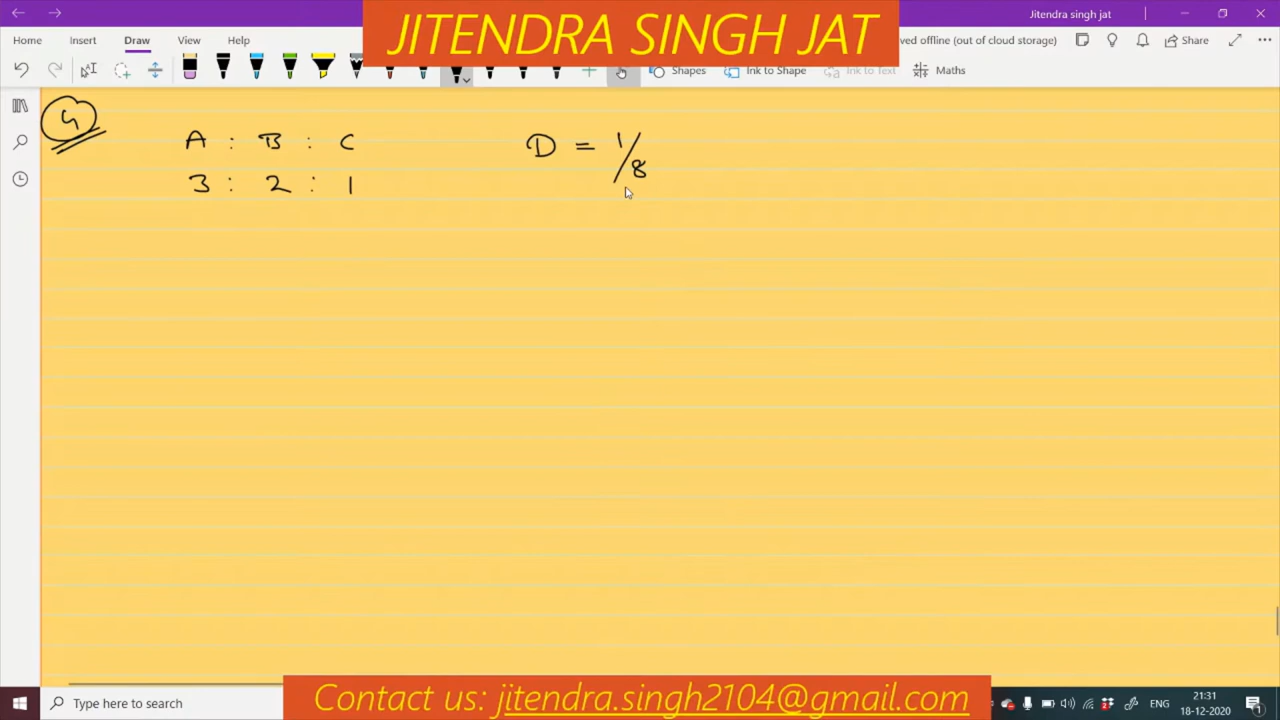 Jitendra singh jat
JITENDRA SINGH JAT
Home Insert Draw View Help
ved offline (out of cloud storage) Share
Shapes Ink to Shape Ink to Text Maths
A : B : C D = 1/8
3 : 2 : 1
Contact us: jitendra.singh2104@gmail.com
Type here to search
ENG
21:31
18-12-2020